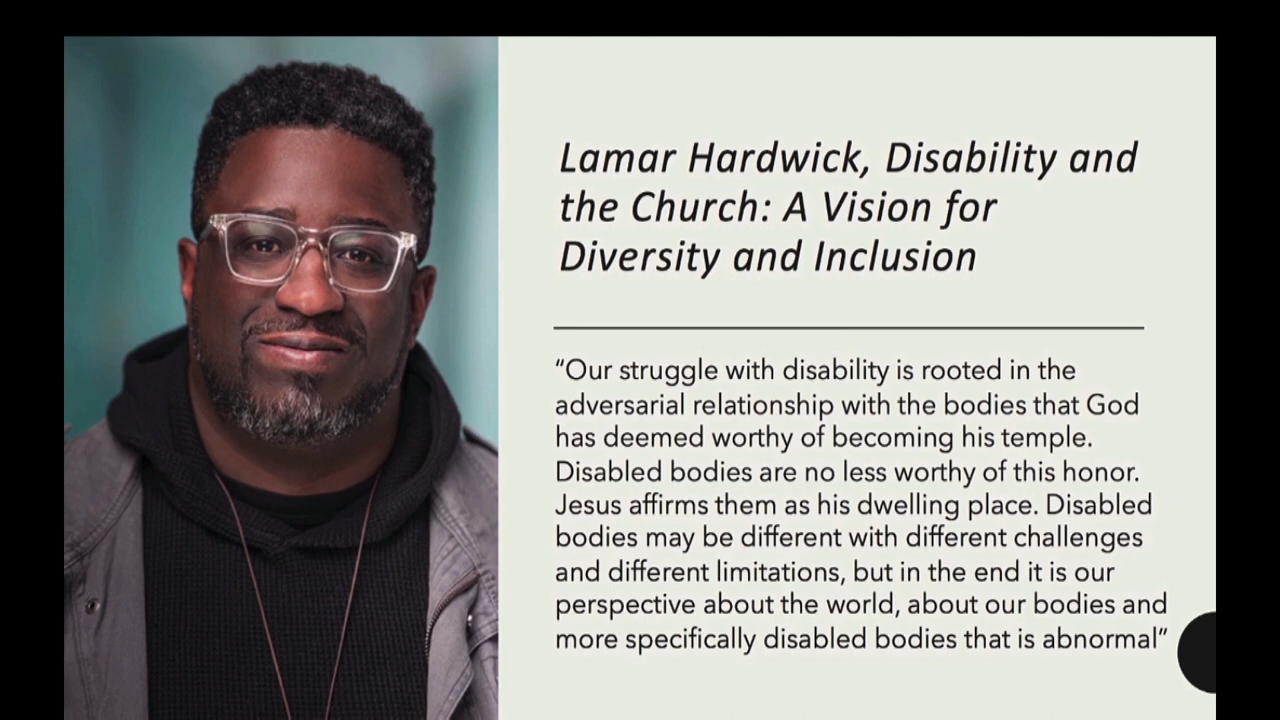 Lamar Hardwick, Disability and
the Church: A Vision for
Diversity and Inclusion
“Our struggle with disability is rooted in the
adversarial relationship with the bodies that God
has deemed worthy of becoming his temple.
Disabled bodies are no less worthy of this honor.
Jesus affirms them as his dwelling place. Disabled
bodies may be different with different challenges
and different limitations, but in the end it is our
perspective about the world, about our bodies and
more specifically disabled bodies that is abnormal”